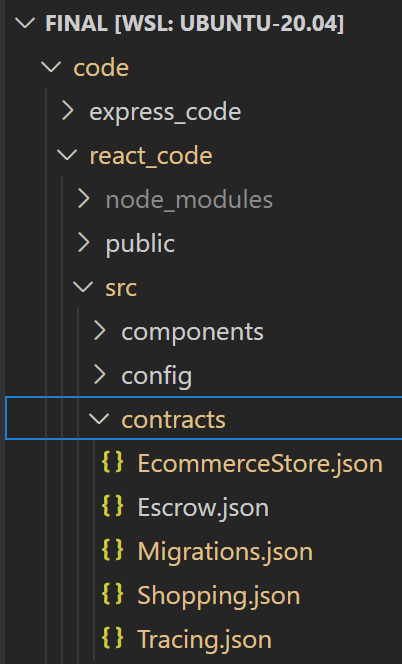 FINAL [WSL: UBUNTU-20.04]
code
express_code
react_code
node_modules
public
src
components
config
contracts
{} EcommerceStore.json
{} Escrow.json
{} Migrations.json
{} Shopping.json
{} Tracing.json